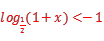 log½(1 + x) <− 1